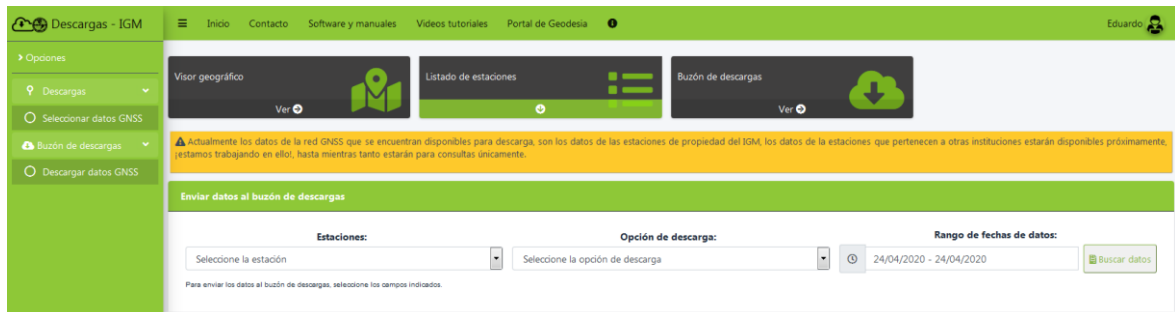 Descargas - IGM
Inicio Contacto Software y manuales Videos tutoriales Portal de Geodesia
Eduardo
Opciones
Descargas
Seleccionar datos GNSS
Buzón de descargas
Descargar datos GNSS
Visor geográfico
Ver
Listado de estaciones
Buzón de descargas
Ver
Actualmente los datos de la red GNSS que se encuentran disponibles para descarga, son los datos de las estaciones de propiedad del IGM, los datos de la estaciones que pertenecen a otras instituciones estarán disponibles próximamente,
¡estamos trabajando en ello!, hasta mientras tanto estarán para consultas únicamente.
Enviar datos al buzón de descargas
Estaciones: Opción de descarga: Rango de fechas de datos:
Seleccione la estación Seleccione la opción de descarga 24/04/2020 - 24/04/2020 Buscar datos
Para enviar los datos al buzón de descargas, seleccione los campos indicados.